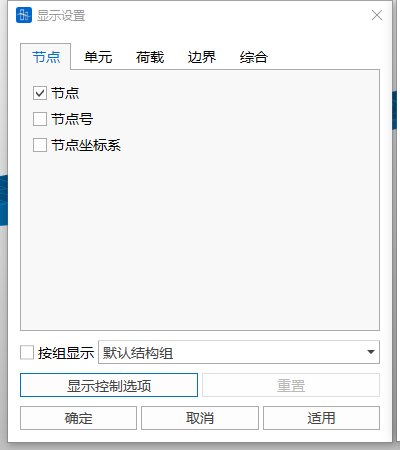 显示设置
节点 单元 荷载 边界 综合
节点
节点号
节点坐标系
按组显示 默认结构组
显示控制选项 重置
确定 取消 适用